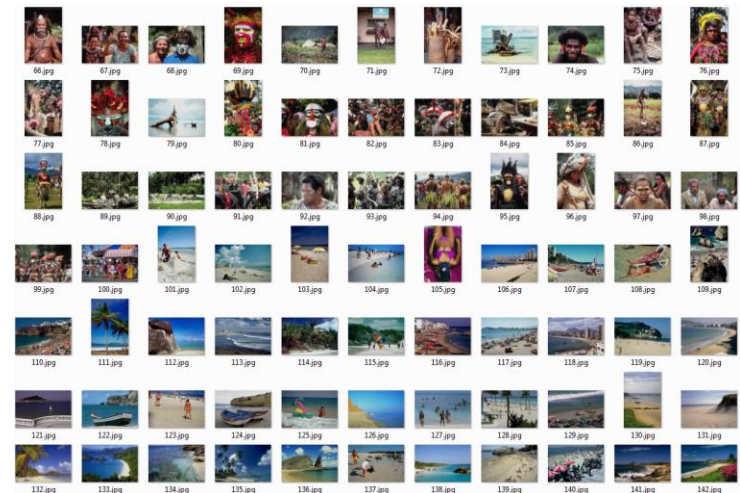 66.jpg 67.jpg 68.jpg 69.jpg 70.jpg 71.jpg 72.jpg 73.jpg 74.jpg 75.jpg 76.jpg
77.jpg 78.jpg 79.jpg 80.jpg 81.jpg 82.jpg 83.jpg 84.jpg 85.jpg 86.jpg 87.jpg
88.jpg 89.jpg 90.jpg 91.jpg 92.jpg 93.jpg 94.jpg 95.jpg 96.jpg 97.jpg 98.jpg
99.jpg 100.jpg 101.jpg 102.jpg 103.jpg 104.jpg 105.jpg 106.jpg 107.jpg 108.jpg 109.jpg
110.jpg 111.jpg 112.jpg 113.jpg 114.jpg 115.jpg 116.jpg 117.jpg 118.jpg 119.jpg 120.jpg
121.jpg 122.jpg 123.jpg 124.jpg 125.jpg 126.jpg 127.jpg 128.jpg 129.jpg 130.jpg 131.jpg
132.jpg 133.jpg 134.jpg 135.jpg 136.jpg 137.jpg 138.jpg 139.jpg 140.jpg 141.jpg 142.jpg